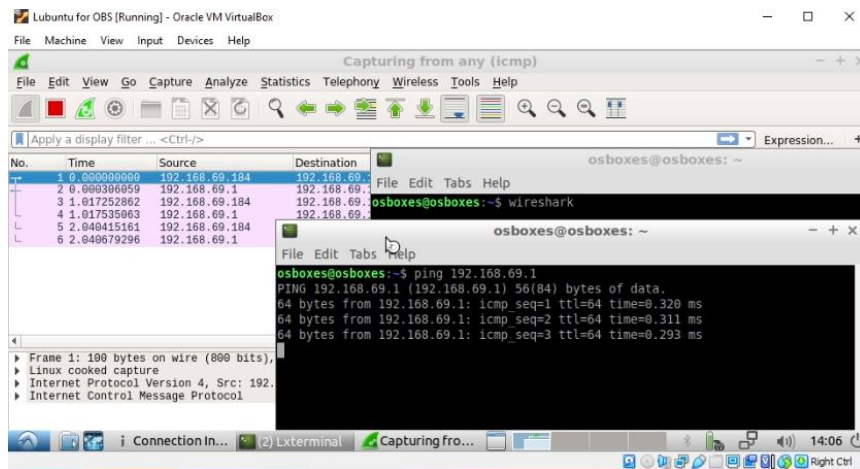 Lubuntu for OBS [Running] - Oracle VM VirtualBox
File Machine View Input Devices Help
Capturing from any (icmp)
File Edit View Go Capture Analyze Statistics Telephony Wireless Tools Help
Apply a display filter ... <Ctrl-/>
Expression...
No. Time Source Destination
1 0.000000000 192.168.69.184 192.168.69.
2 0.000306059 192.168.69.1 192.168.69.
3 1.017252862 192.168.69.184 192.168.69.
4 1.017535063 192.168.69.1 192.168.69.
5 2.040415161 192.168.69.184
6 2.040679296 192.168.69.1
osboxes@osboxes: ~
File Edit Tabs Help
osboxes@osboxes:~$ wireshark
osboxes@osboxes: ~
File Edit Tabs Help
osboxes@osboxes:~$ ping 192.168.69.1
PING 192.168.69.1 (192.168.69.1) 56(84) bytes of data.
64 bytes from 192.168.69.1: icmp_seq=1 ttl=64 time=0.320 ms
64 bytes from 192.168.69.1: icmp_seq=2 ttl=64 time=0.311 ms
64 bytes from 192.168.69.1: icmp_seq=3 ttl=64 time=0.293 ms
Frame 1: 100 bytes on wire (800 bits),
Linux cooked capture
Internet Protocol Version 4, Src: 192.
Internet Control Message Protocol
Connection In... (2) Lxterminal Capturing fro... 14:06
Right Ctrl